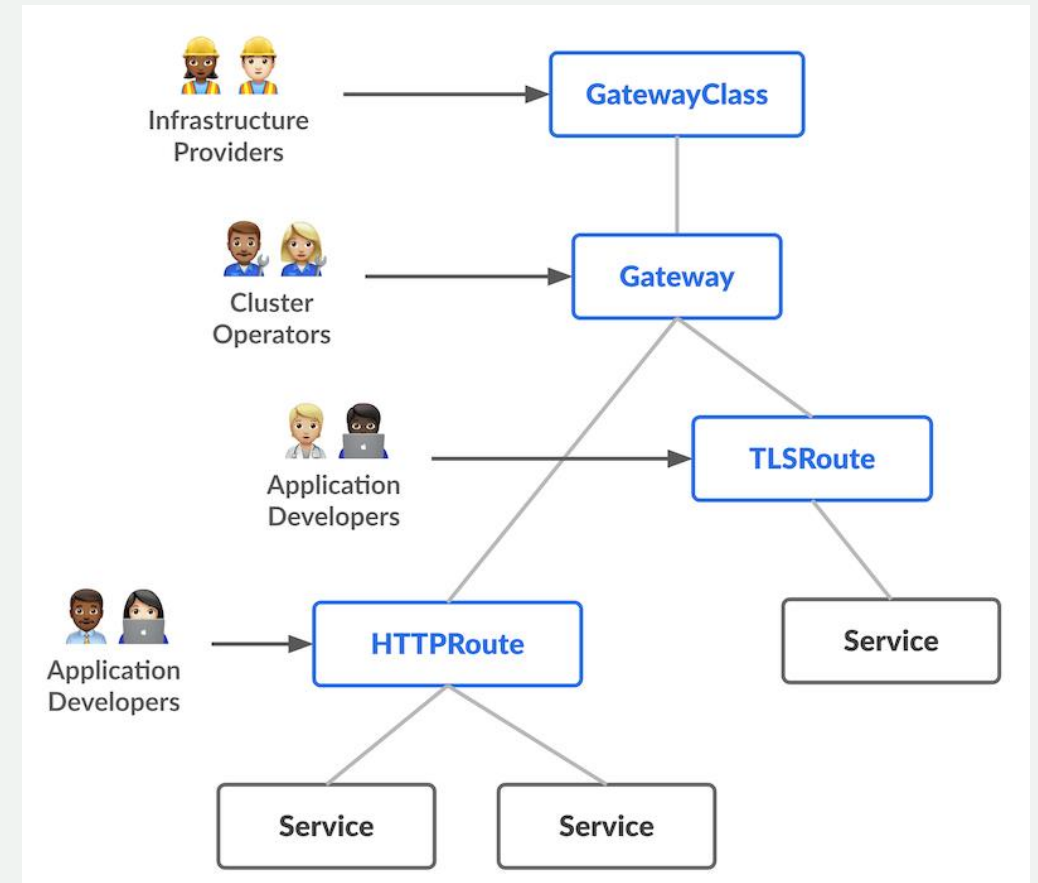 GatewayClass
Infrastructure
Providers
Gateway
Cluster
Operators
TLSRoute
Application
Developers
HTTPRoute
Service
Application
Developers
Service
Service